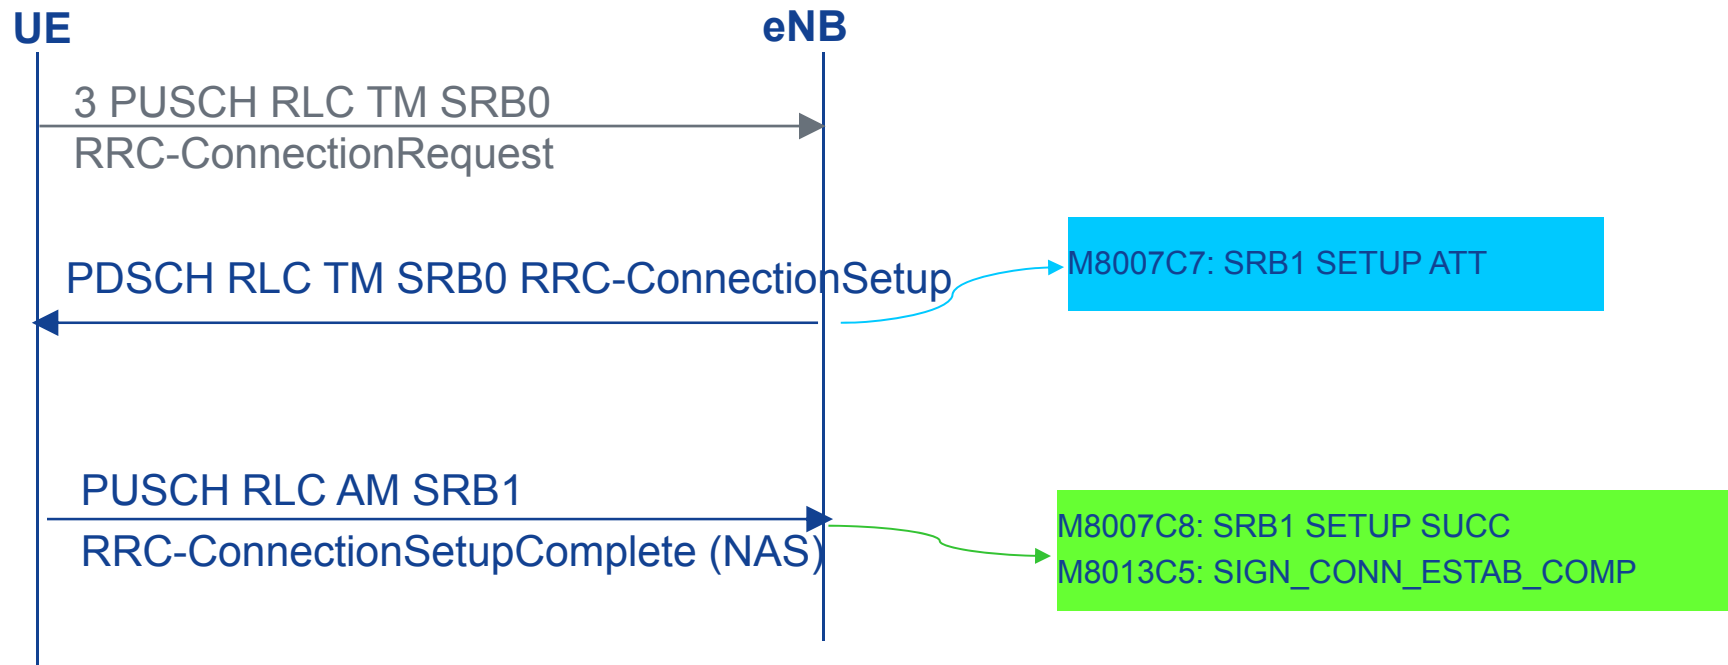 UE
eNB
3 PUSCH RLC TM SRB0
RRC-ConnectionRequest
PDSCH RLC TM SRB0 RRC-ConnectionSetup
M8007C7: SRB1 SETUP ATT
PUSCH RLC AM SRB1
RRC-ConnectionSetupComplete (NAS)
M8007C8: SRB1 SETUP SUCC
M8013C5: SIGN_CONN_ESTAB_COMP